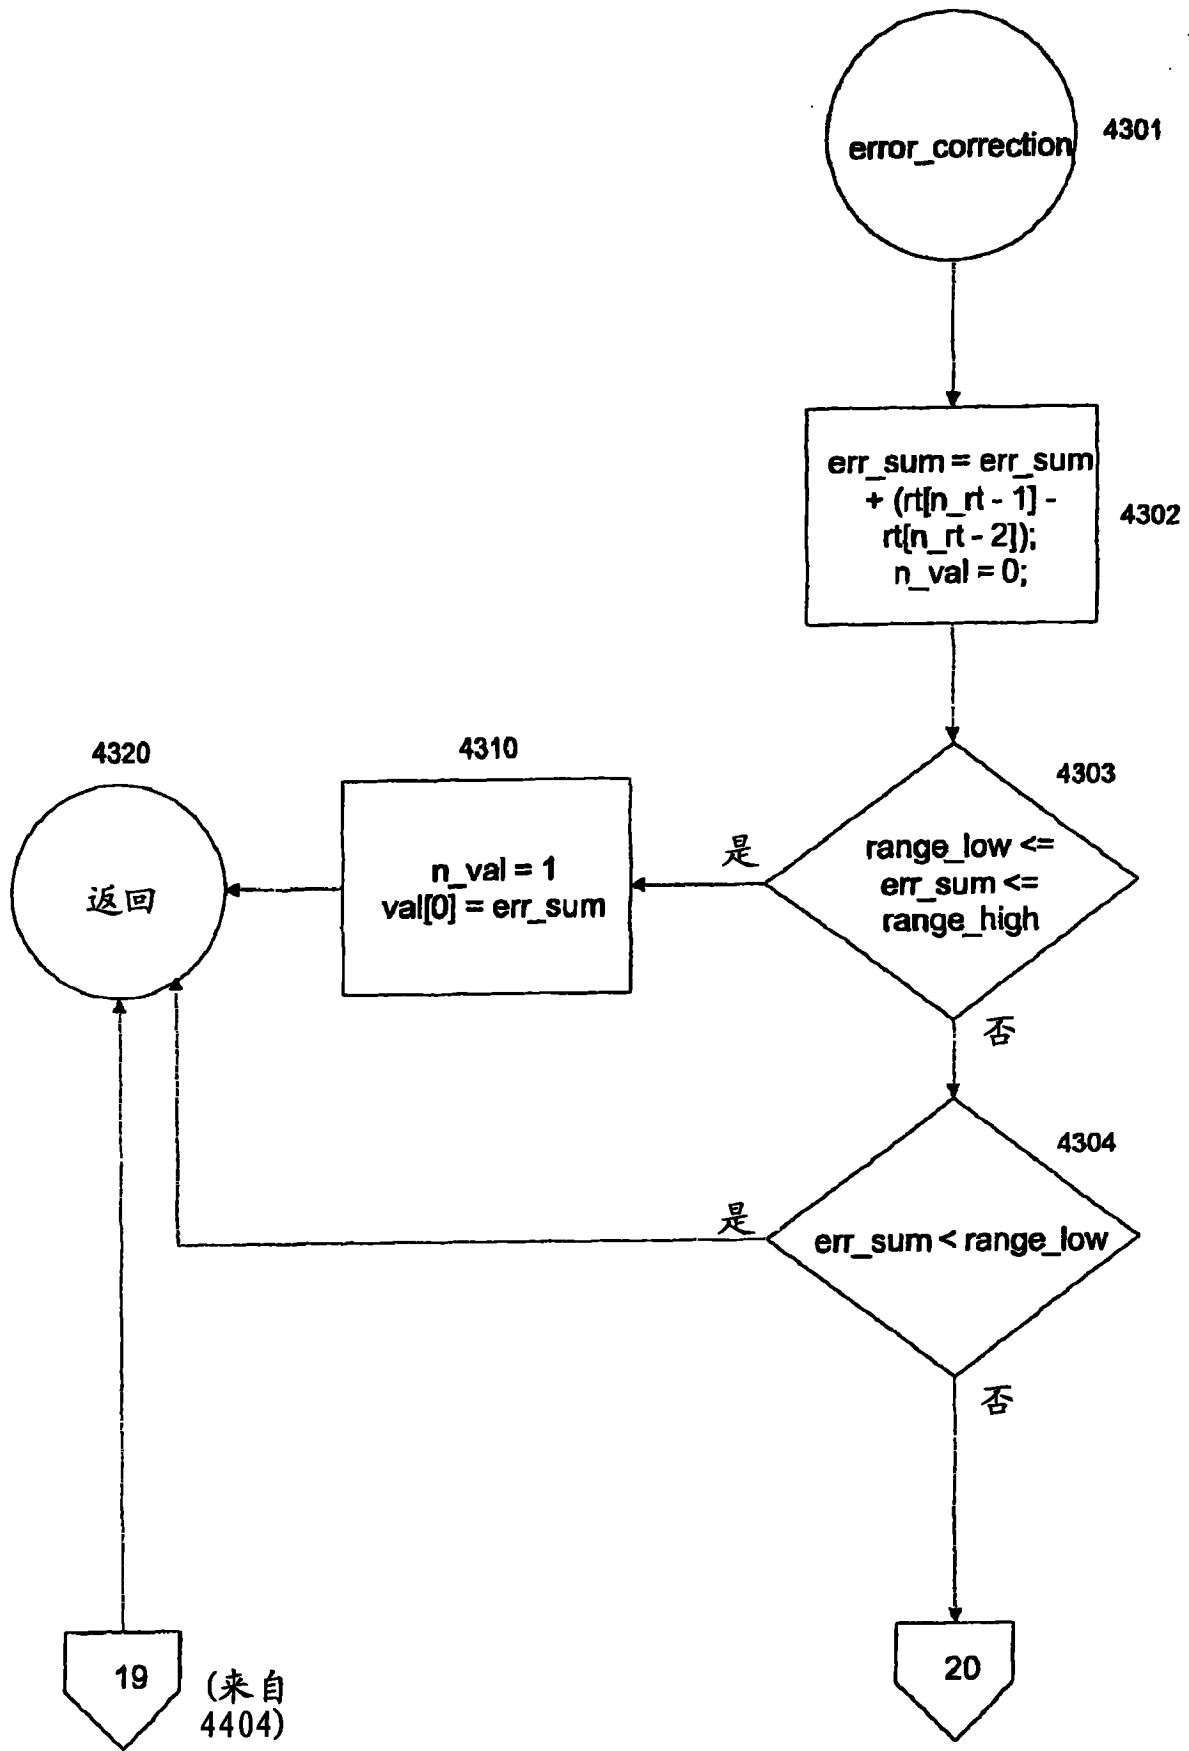 error_correction
4301
err_sum = err_sum
+ (rt[n_rt - 1] -
rt[n_rt - 2]);
n_val = 0;
4302
4303
range_low <=
err_sum <=
range_high
是
否
4310
n_val = 1
val[0] = err_sum
4320
返回
4304
err_sum < range_low
是
否
19
(来自
4404)
20